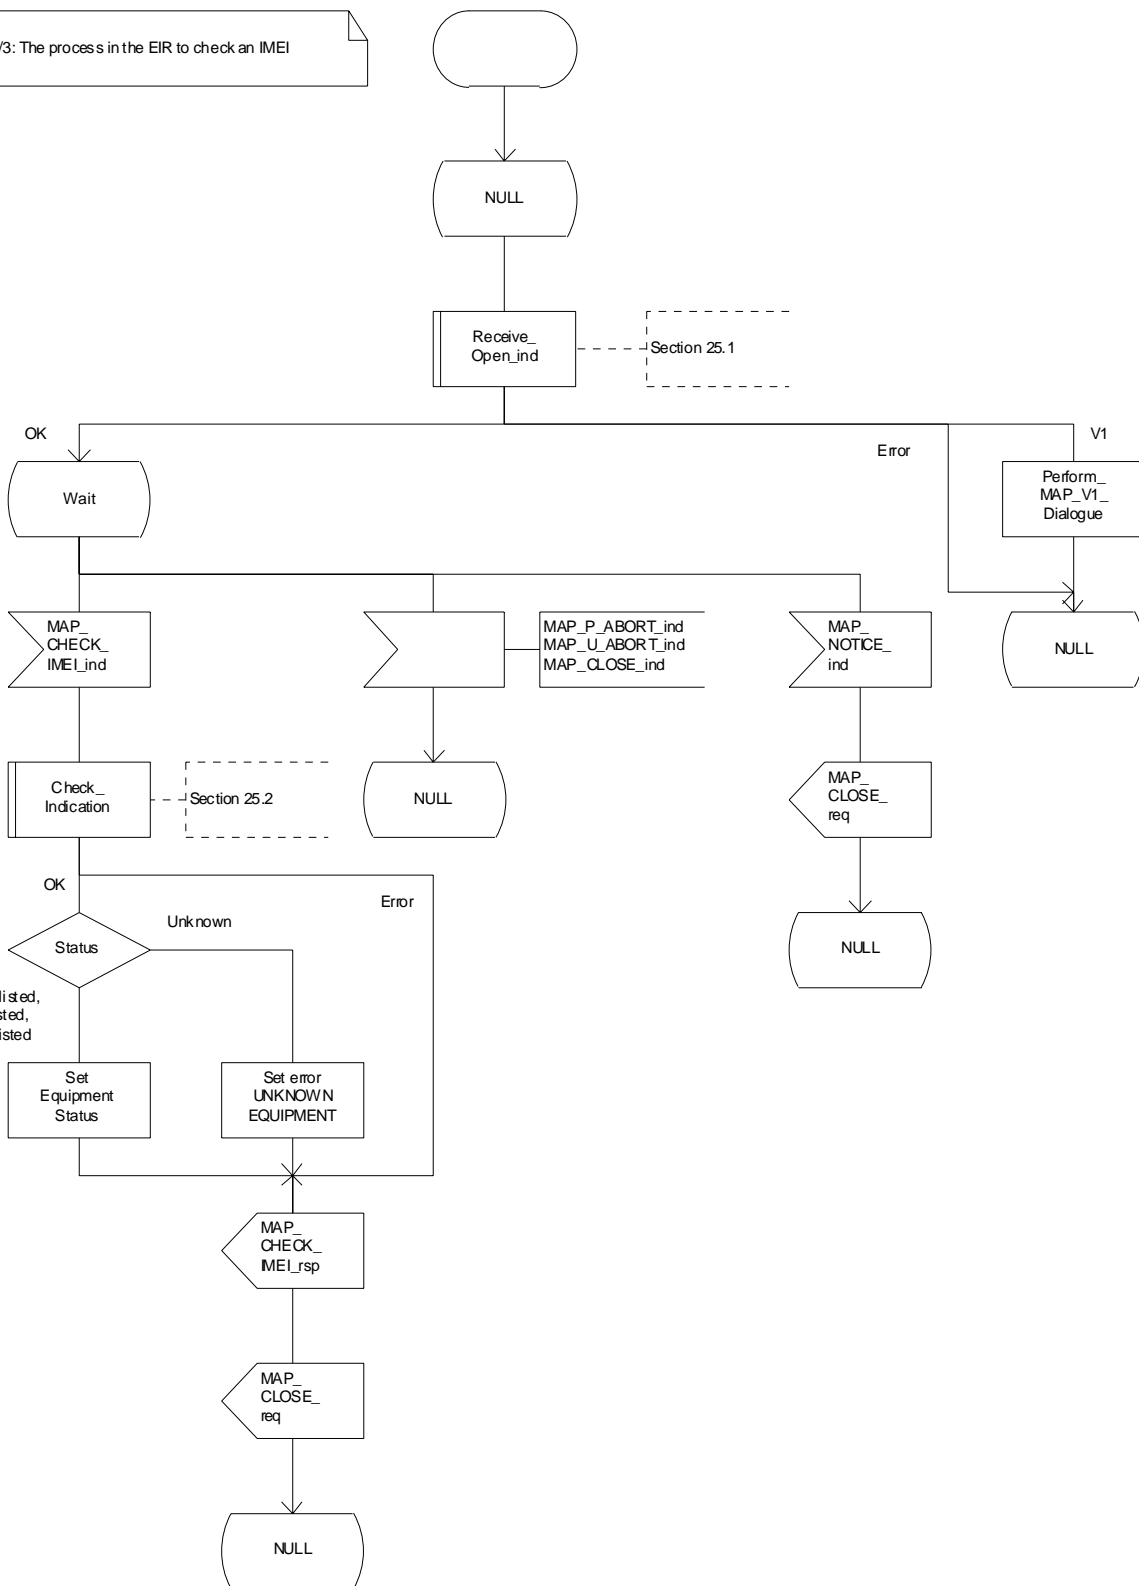 /3: The process in the EIR to check an IMEI
NULL
Receive_
Open_ind
Section 25.1
OK
Error
V1
Wait
Perform_
MAP_V1_
Dialogue
MAP_
CHECK_
IMEI_ind
MAP_P_ABORT_ind
MAP_U_ABORT_ind
MAP_CLOSE_ind
MAP_
NOTICE_
ind
NULL
Check_
Indication
Section 25.2
NULL
MAP_
CLOSE_
req
OK
Error
Unknown
Status
NULL
listed,
sted,
isted
Set
Equipment
Status
Set error
UNKNOWN
EQUIPMENT
MAP_
CHECK_
IMEI_rsp
MAP_
CLOSE_
req
NULL